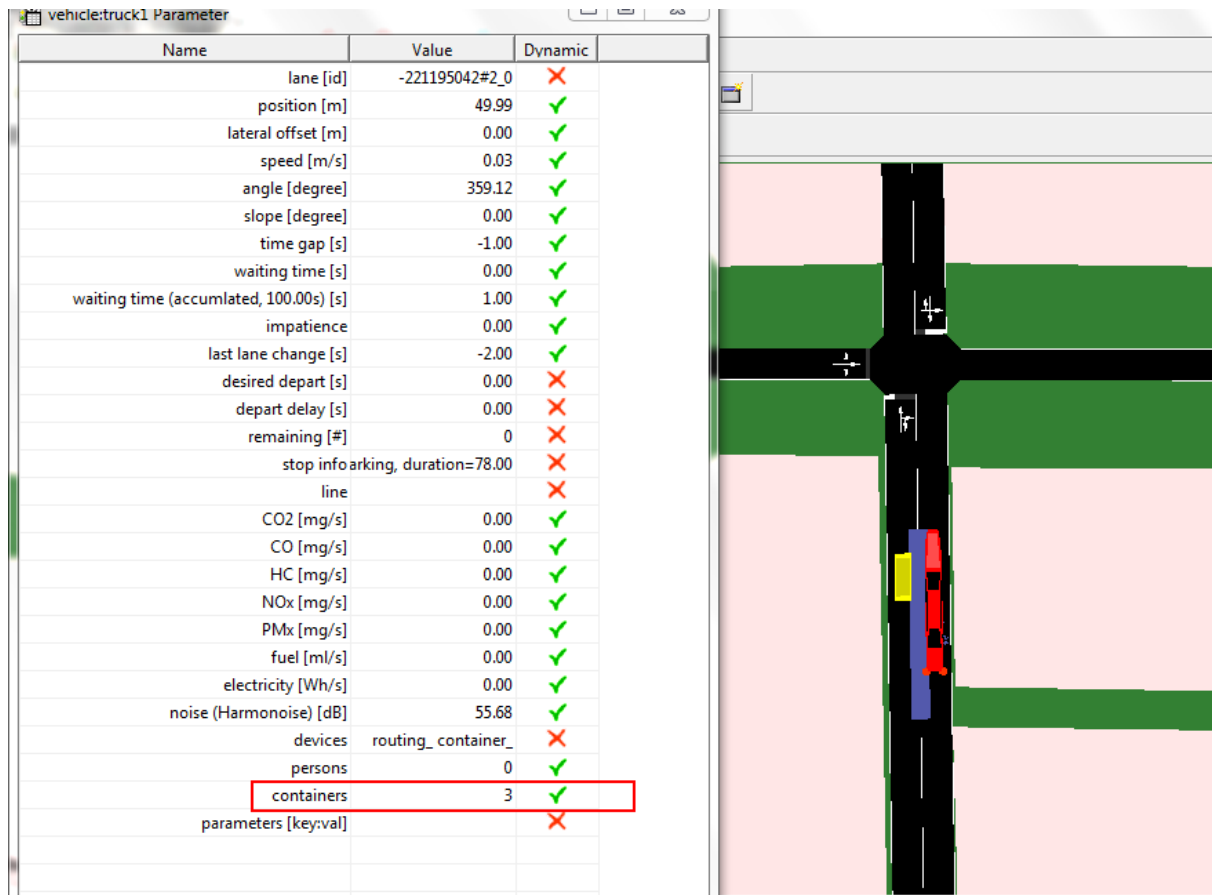 vehicle:truck1 Parameter
Name Value Dynamic
lane [id] -221195042#2_0
position [m] 49.99
lateral offset [m] 0.00
speed [m/s] 0.03
angle [degree] 359.12
slope [degree] 0.00
time gap [s] -1.00
waiting time [s] 0.00
waiting time (accumlated, 100.00s) [s] 1.00
impatience 0.00
last lane change [s] -2.00
desired depart [s] 0.00
depart delay [s] 0.00
remaining [#] 0
stop info arking, duration=78.00
line
CO2 [mg/s] 0.00
CO [mg/s] 0.00
HC [mg/s] 0.00
NOx [mg/s] 0.00
PMx [mg/s] 0.00
fuel [ml/s] 0.00
electricity [Wh/s] 0.00
noise (Harmonoise) [dB] 55.68
devices routing_ container_
persons 0
containers 3
parameters [key:val]